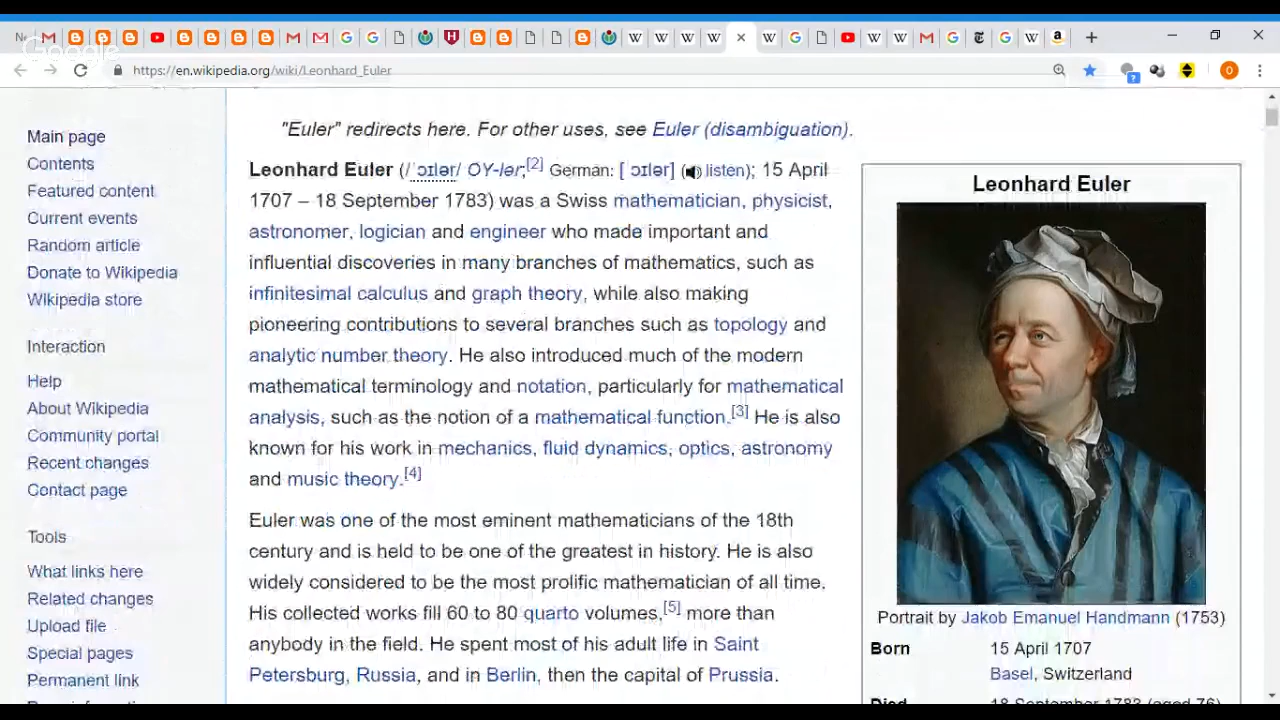 Google
https://en.wikipedia.org/wiki/Leonhard_Euler
Main page
Contents
Featured content
Current events
Random article
Donate to Wikipedia
Wikipedia store
Interaction
Help
About Wikipedia
Community portal
Recent changes
Contact page
Tools
What links here
Related changes
Upload file
Special pages
Permanent link
"Euler" redirects here. For other uses, see Euler (disambiguation).
Leonhard Euler (/ˈɔɪlər/ OY-lər;[2] German: [ˈɔɪlər] (listen); 15 April
1707 – 18 September 1783) was a Swiss mathematician, physicist,
astronomer, logician and engineer who made important and
influential discoveries in many branches of mathematics, such as
infinitesimal calculus and graph theory, while also making
pioneering contributions to several branches such as topology and
analytic number theory. He also introduced much of the modern
mathematical terminology and notation, particularly for mathematical
analysis, such as the notion of a mathematical function.[3] He is also
known for his work in mechanics, fluid dynamics, optics, astronomy
and music theory.[4]
Euler was one of the most eminent mathematicians of the 18th
century and is held to be one of the greatest in history. He is also
widely considered to be the most prolific mathematician of all time.
His collected works fill 60 to 80 quarto volumes,[5] more than
anybody in the field. He spent most of his adult life in Saint
Petersburg, Russia, and in Berlin, then the capital of Prussia.
Leonhard Euler
Portrait by Jakob Emanuel Handmann (1753)
Born 15 April 1707
Basel, Switzerland
Died 18 September 1783 (aged 76)